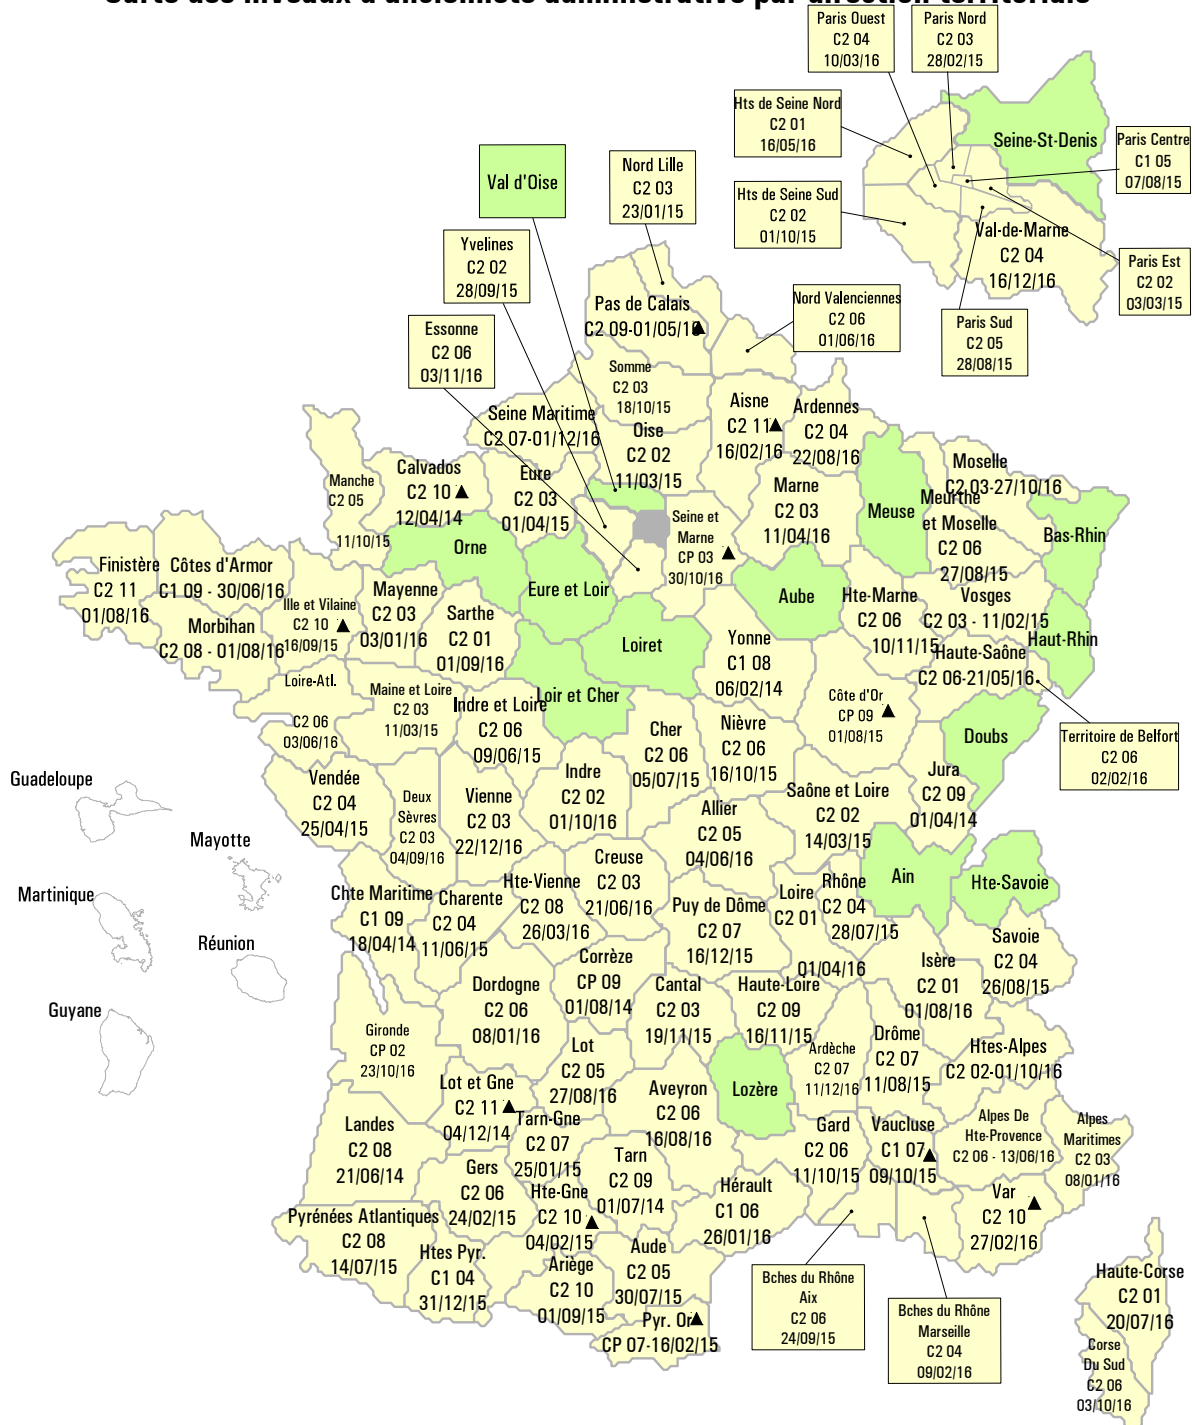 Carte des niveaux d'ancienneté administrative par direction territoriale
Paris Ouest
C2 04
10/03/16
Paris Nord
C2 03
28/02/15
Hts de Seine Nord
C2 01
16/05/16
Seine-St-Denis
Paris Centre
C1 05
07/08/15
Hts de Seine Sud
C2 02
01/10/15
Val-de-Marne
C2 04
16/12/16
Paris Est
C2 02
03/03/15
Paris Sud
C2 05
28/08/15
Val d'Oise
Nord Lille
C2 03
23/01/15
Yvelines
C2 02
28/09/15
Essonne
C2 06
03/11/16
Pas de Calais
C2 09-01/05/15
Nord Valenciennes
C2 06
01/06/16
Somme
C2 03
18/10/15
Seine Maritime
C2 07-01/12/16
Oise
C2 02
11/03/15
Aisne
C2 11
16/02/16
Ardennes
C2 04
22/08/16
Manche
C2 05
11/10/15
Calvados
C2 10
12/04/14
Eure
C2 03
01/04/15
Seine et
Marne
CP 03
30/10/16
Marne
C2 03
11/04/16
Meuse
Moselle
C2 03-27/10/16
Meurthe
et Moselle
C2 06
27/08/15
Bas-Rhin
Orne
Eure et Loir
Aube
Hte-Marne
C2 06
10/11/15
Vosges
C2 03 - 11/02/15
Haut-Rhin
Finistère
C2 11
01/08/16
Côtes d'Armor
C1 09 - 30/06/16
Morbihan
C2 08 - 01/08/16
Ille et Vilaine
C2 10
16/09/15
Mayenne
C2 03
03/01/16
Sarthe
C2 01
01/09/16
Loiret
Yonne
C1 08
06/02/14
Haute-Saône
C2 06-21/05/16
Loire-Atl.
C2 06
03/06/16
Maine et Loire
C2 03
11/03/15
Indre et Loire
C2 06
09/06/15
Loir et Cher
Cher
C2 06
05/07/15
Nièvre
C2 06
16/10/15
Côte d'Or
CP 09
01/08/15
Doubs
Territoire de Belfort
C2 06
02/02/16
Guadeloupe
Vendée
C2 04
25/04/15
Deux
Sèvres
C2 03
04/09/16
Vienne
C2 03
22/12/16
Indre
C2 02
01/10/16
Allier
C2 05
04/06/16
Saône et Loire
C2 02
14/03/15
Jura
C2 09
01/04/14
Mayotte
Martinique
Réunion
Guyane
Chte Maritime
C1 09
18/04/14
Charente
C2 04
11/06/15
Hte-Vienne
C2 08
26/03/16
Creuse
C2 03
21/06/16
Puy de Dôme
C2 07
16/12/15
Loire
C2 01
01/04/16
Rhône
C2 04
28/07/15
Ain
Hte-Savoie
Savoie
C2 04
26/08/15
Isère
C2 01
01/08/16
Corrèze
CP 09
01/08/14
Dordogne
C2 06
08/01/16
Cantal
C2 03
19/11/15
Haute-Loire
C2 09
16/11/15
Gironde
CP 02
23/10/16
Lot
C2 05
27/08/16
Ardèche
C2 07
11/12/16
Drôme
C2 07
11/08/15
Htes-Alpes
C2 02-01/10/16
Lot et Gne
C2 11
04/12/14
Aveyron
C2 06
16/08/16
Lozère
Landes
C2 08
21/06/14
Tarn-Gne
C2 07
25/01/15
Gard
C2 06
11/10/15
Vaucluse
C1 07
09/10/15
Alpes De
Hte-Provence
C2 06 - 13/06/16
Alpes
Maritimes
C2 03
08/01/16
Gers
C2 06
24/02/15
Tarn
C2 09
01/07/14
Hérault
C1 06
26/01/16
Var
C2 10
27/02/16
Hte-Gne
C2 10
04/02/15
Pyrénées Atlantiques
C2 08
14/07/15
Htes Pyr.
C1 04
31/12/15
Ariège
C2 10
01/09/15
Aude
C2 05
30/07/15
Pyr. Or
CP 07-16/02/15
Bches du Rhône
Aix
C2 06
24/09/15
Bches du Rhône
Marseille
C2 04
09/02/16
Haute-Corse
C2 01
20/07/16
Corse
Du Sud
C2 06
03/10/16